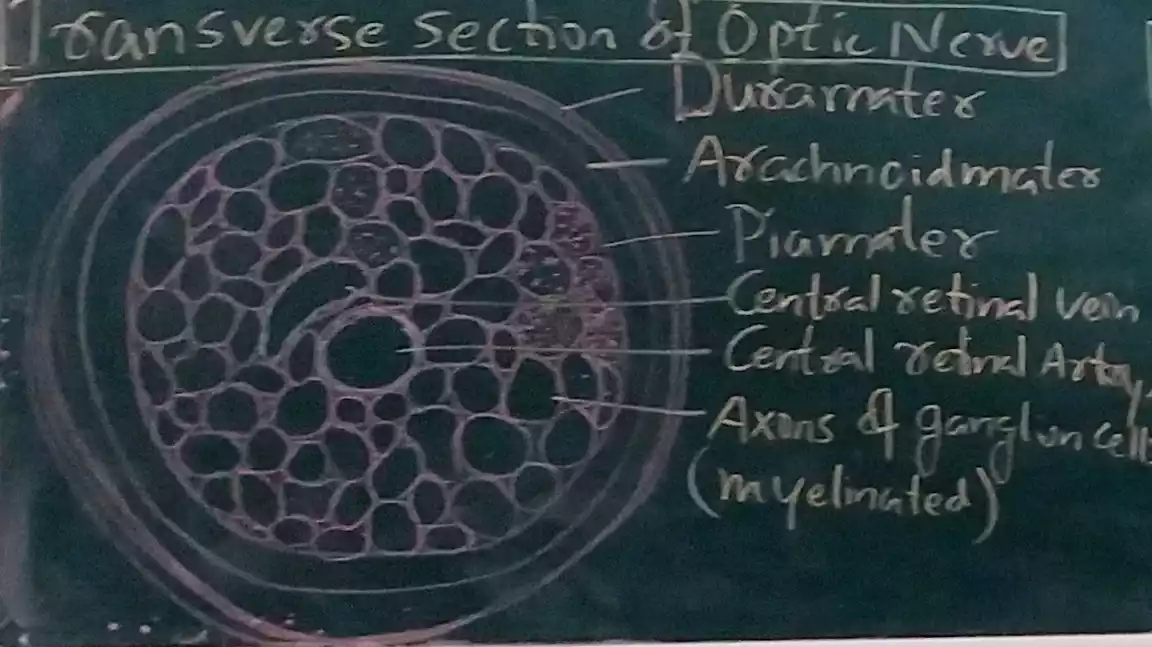 Transverse Section of Optic Nerve
Duramater
Arachnoidmater
Piamater
Central retinal vein
Central retinal Artery
Axons of ganglion cells
(myelinated)